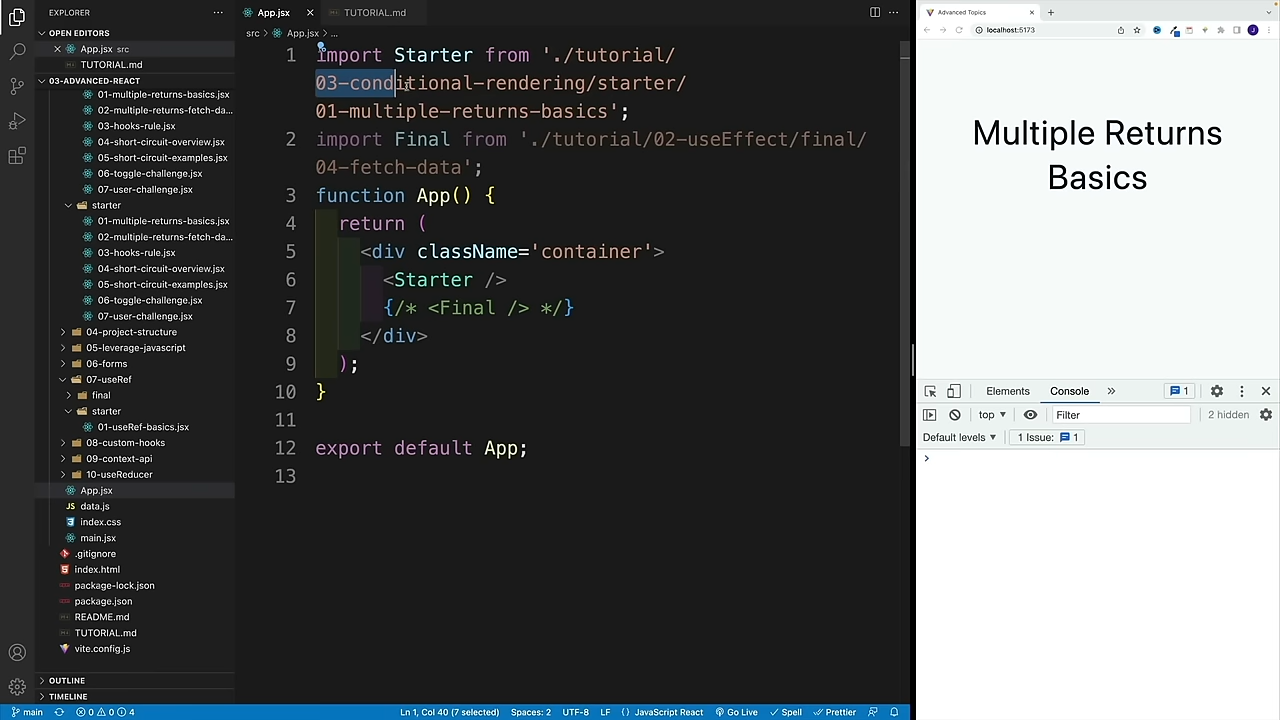 EXPLORER
OPEN EDITORS
App.jsx src
TUTORIAL.md
03-ADVANCED-REACT
01-multiple-returns-basics.jsx
02-multiple-returns-fetch-da...
03-hooks-rule.jsx
04-short-circuit-overview.jsx
05-short-circuit-examples.jsx
06-toggle-challenge.jsx
07-user-challenge.jsx
starter
01-multiple-returns-basics.jsx
02-multiple-returns-fetch-da...
03-hooks-rule.jsx
04-short-circuit-overview.jsx
05-short-circuit-examples.jsx
06-toggle-challenge.jsx
07-user-challenge.jsx
04-project-structure
05-leverage-javascript
06-forms
07-useRef
final
starter
01-useRef-basics.jsx
08-custom-hooks
09-context-api
10-useReducer
App.jsx
JS data.js
index.css
main.jsx
.gitignore
index.html
package-lock.json
package.json
README.md
TUTORIAL.md
vite.config.js
OUTLINE
TIMELINE
App.jsx
TUTORIAL.md
src > App.jsx > ...
1 import Starter from './tutorial/
03-conditional-rendering/starter/
01-multiple-returns-basics';
2 import Final from './tutorial/02-useEffect/final/
04-fetch-data';
3 function App() {
4 return (
5 <div className='container'>
6 <Starter />
7 {/* <Final /> */}
8 </div>
9 );
10 }
11
12 export default App;
13
main
0 0 4
Ln 1, Col 40 (7 selected)
Spaces: 2
UTF-8
LF
{} JavaScript React
Go Live
Spell
Prettier
Advanced Topics
localhost:5173
J
Multiple Returns
Basics
Elements
Console
1
top
Filter
2 hidden
Default levels
1 Issue: 1